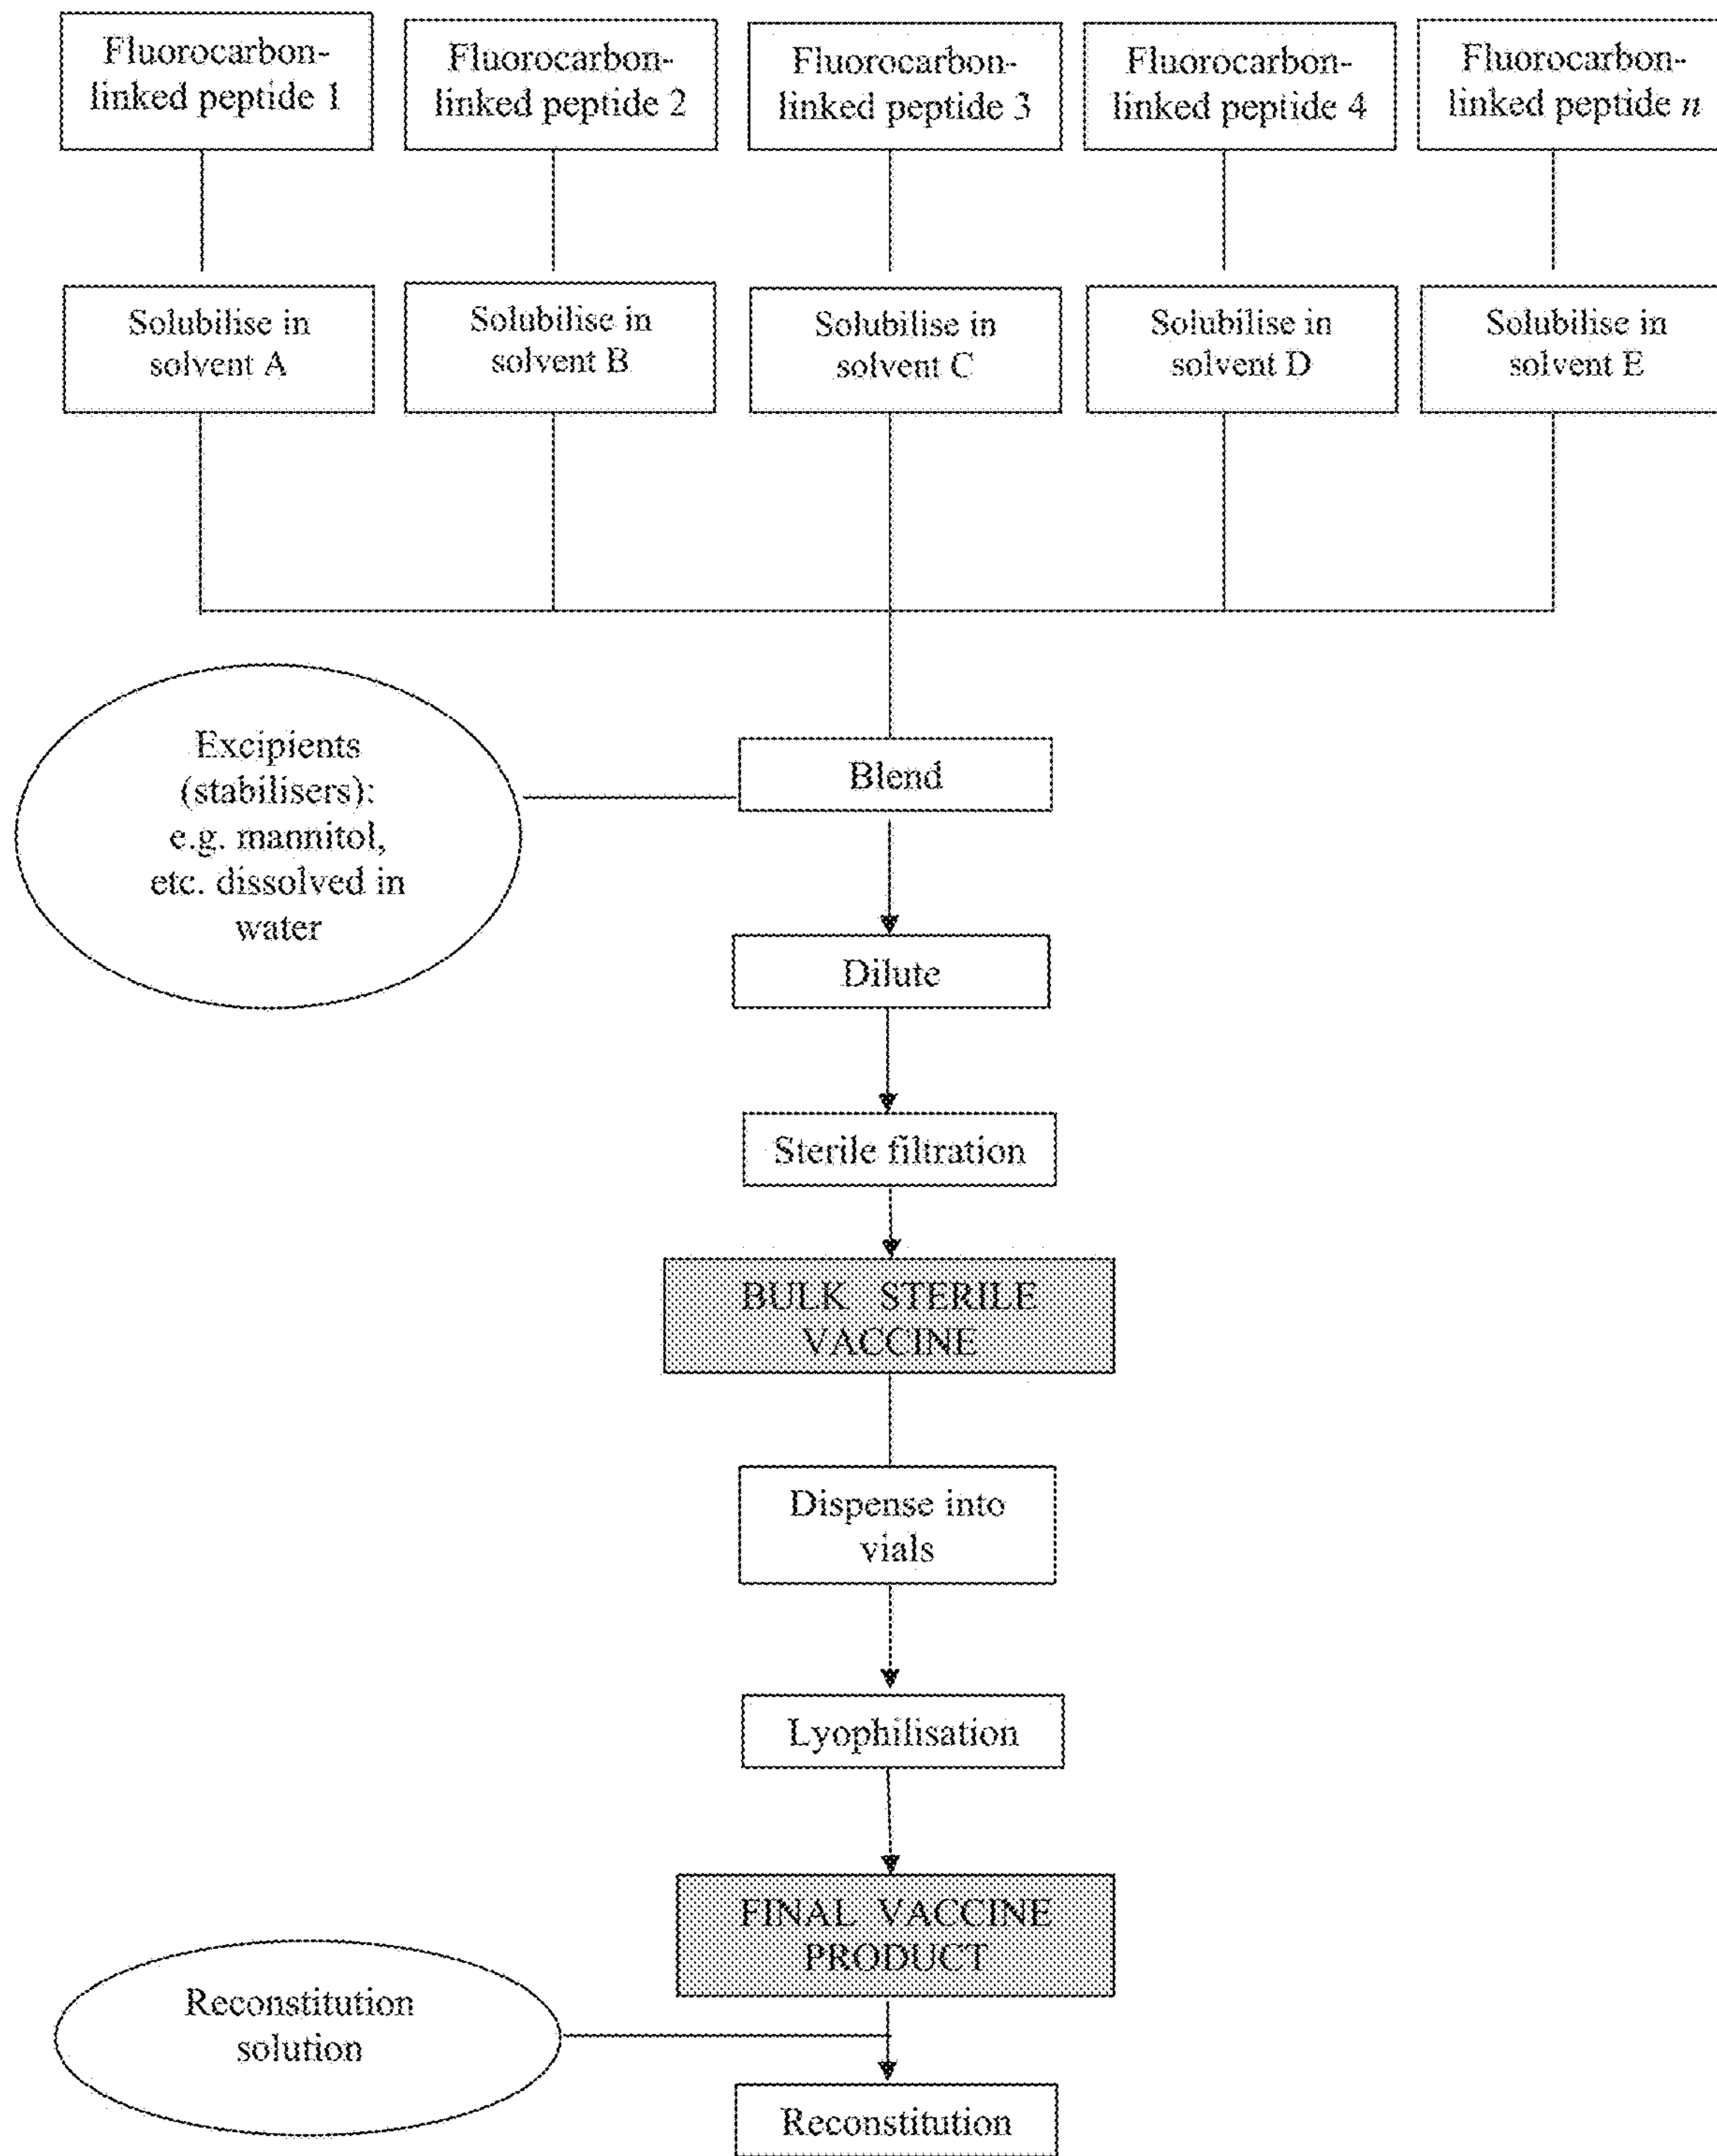 Fluorocarbon-
linked peptide 1
Fluorocarbon-
linked peptide 2
Fluorocarbon-
linked peptide 3
Fluorocarbon-
linked peptide 4
Fluorocarbon-
linked peptide n
Solubilise in
solvent A
Solubilise in
solvent B
Solubilise in
solvent C
Solubilise in
solvent D
Solubilise in
solvent E
Excipients
(stabilisers):
e.g. mannitol,
etc. dissolved in
water
Blend
Dilute
Sterile filtration
BULK STERILE
VACCINE
Dispense into
vials
Lyophilisation
FINAL VACCINE
PRODUCT
Reconstitution
solution
Reconstitution